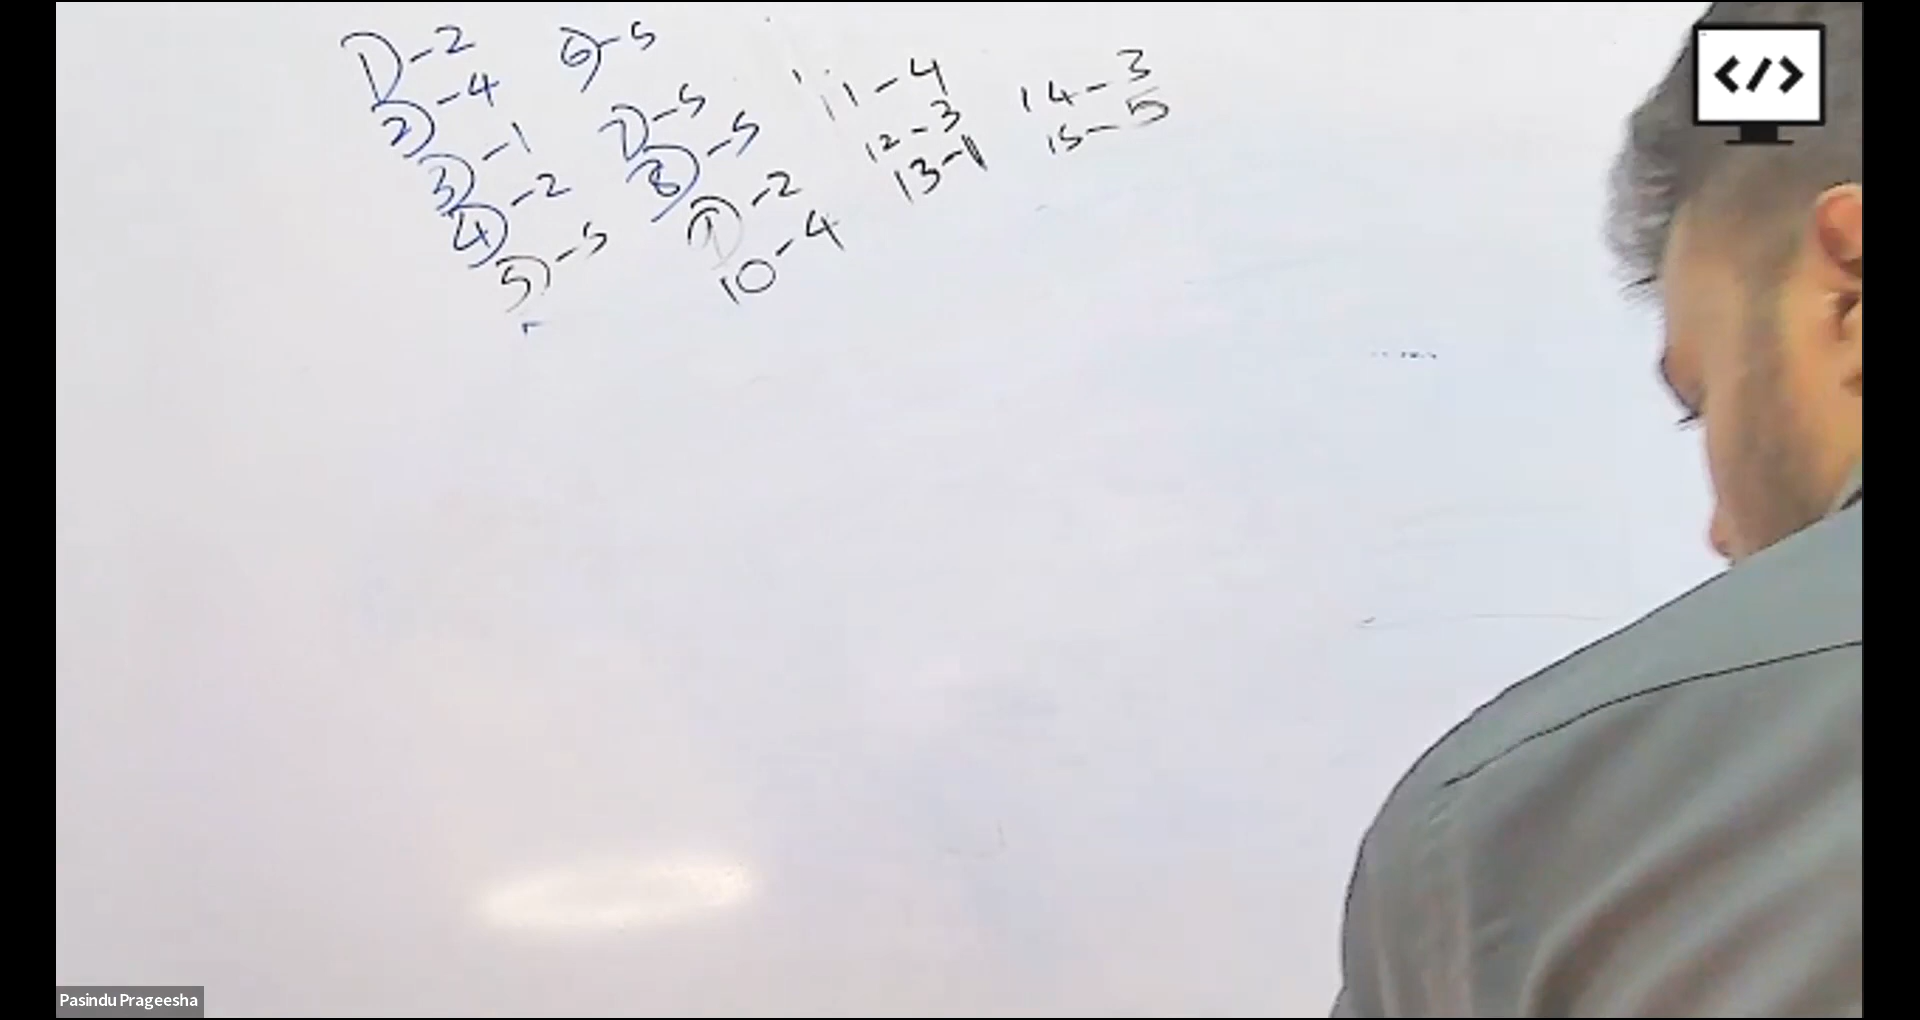 1) - 2
2) - 4
3) - 1
4) - 2
5) - 5
6) - 5
7) - 5
8) - 5
9) - 2
10 - 4
11 - 4
12 - 3
13 - 1
14 - 3
15 - 5
</>
Pasindu Prageesha